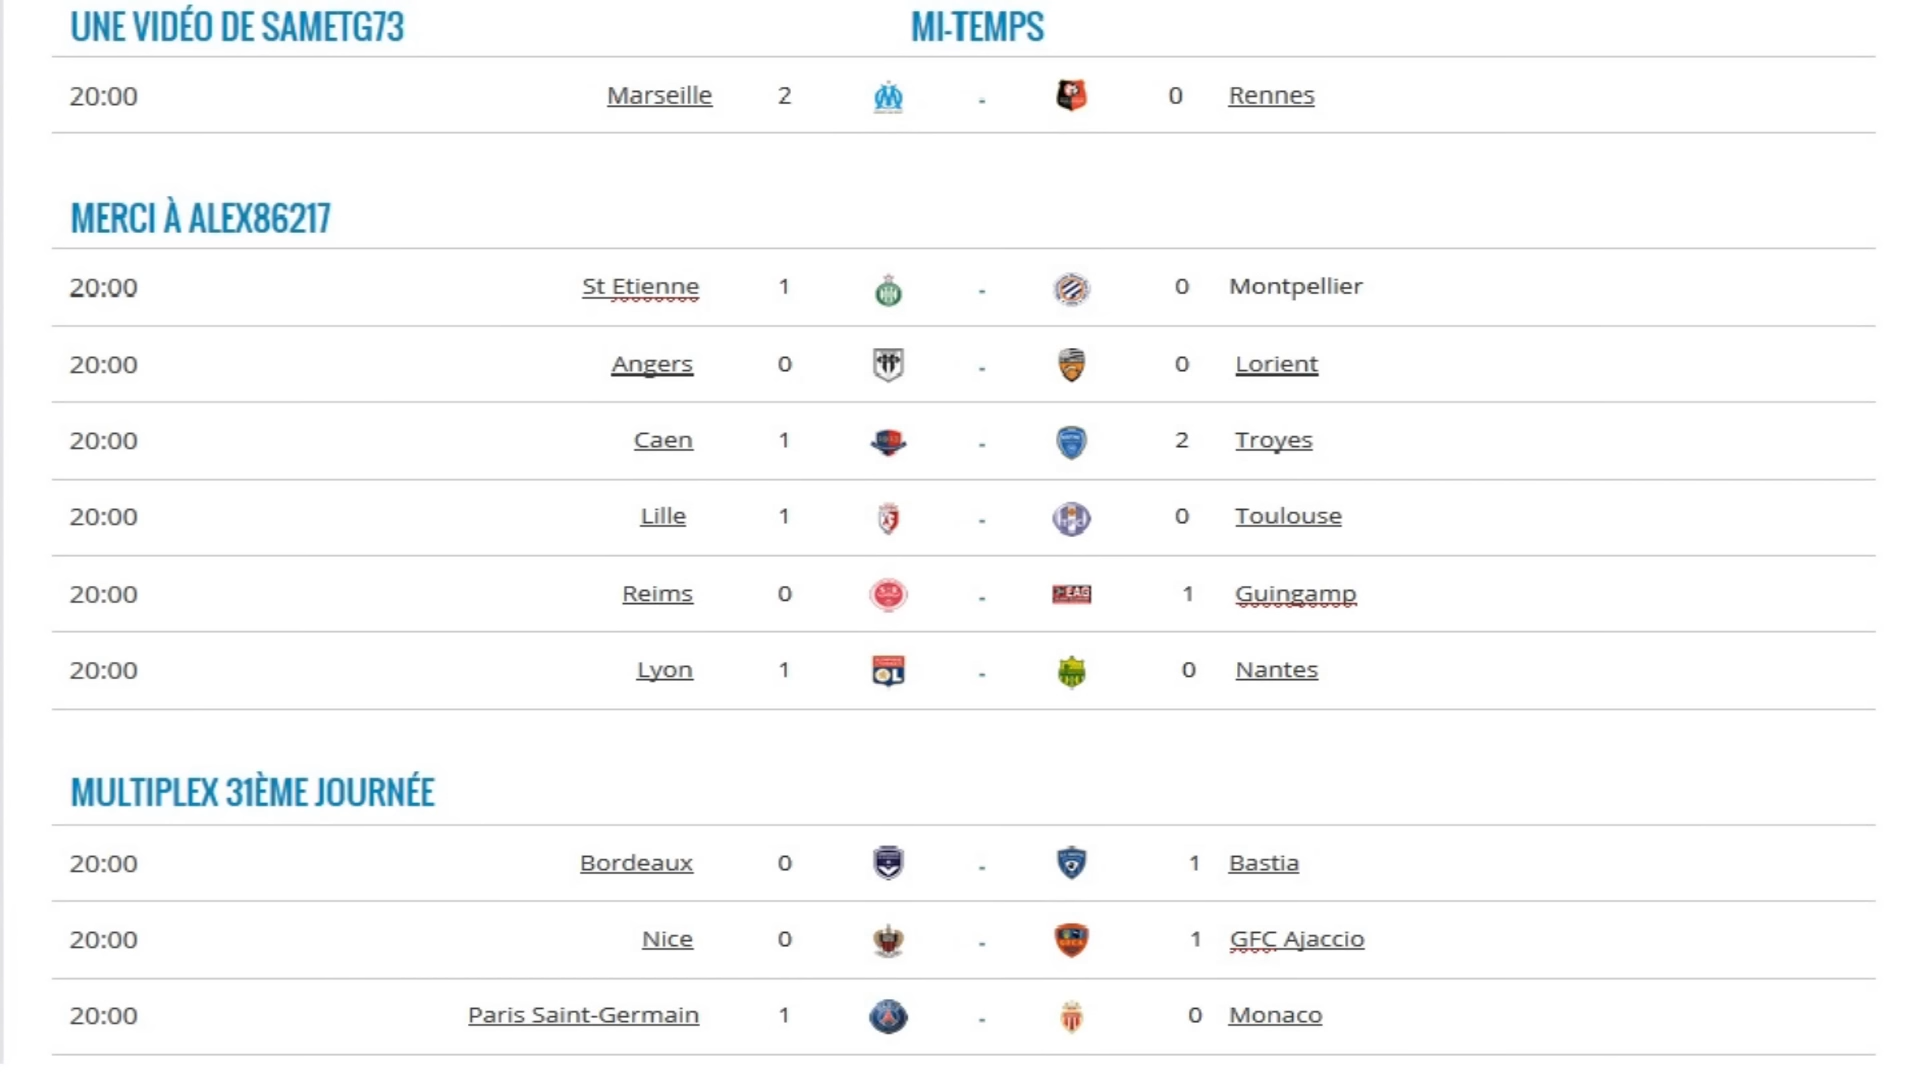 UNE VIDÉO DE SAMETG73 MI-TEMPS
20:00 Marseille 2 - 0 Rennes
MERCI À ALEX86217
20:00 St Etienne 1 - 0 Montpellier
20:00 Angers 0 - 0 Lorient
20:00 Caen 1 - 2 Troyes
20:00 Lille 1 - 0 Toulouse
20:00 Reims 0 - EAG 1 Guingamp
20:00 Lyon 1 OL - 0 Nantes
MULTIPLEX 31ÈME JOURNÉE
20:00 Bordeaux 0 - 1 Bastia
20:00 Nice 0 - 1 GFC Ajaccio
20:00 Paris Saint-Germain 1 - 0 Monaco